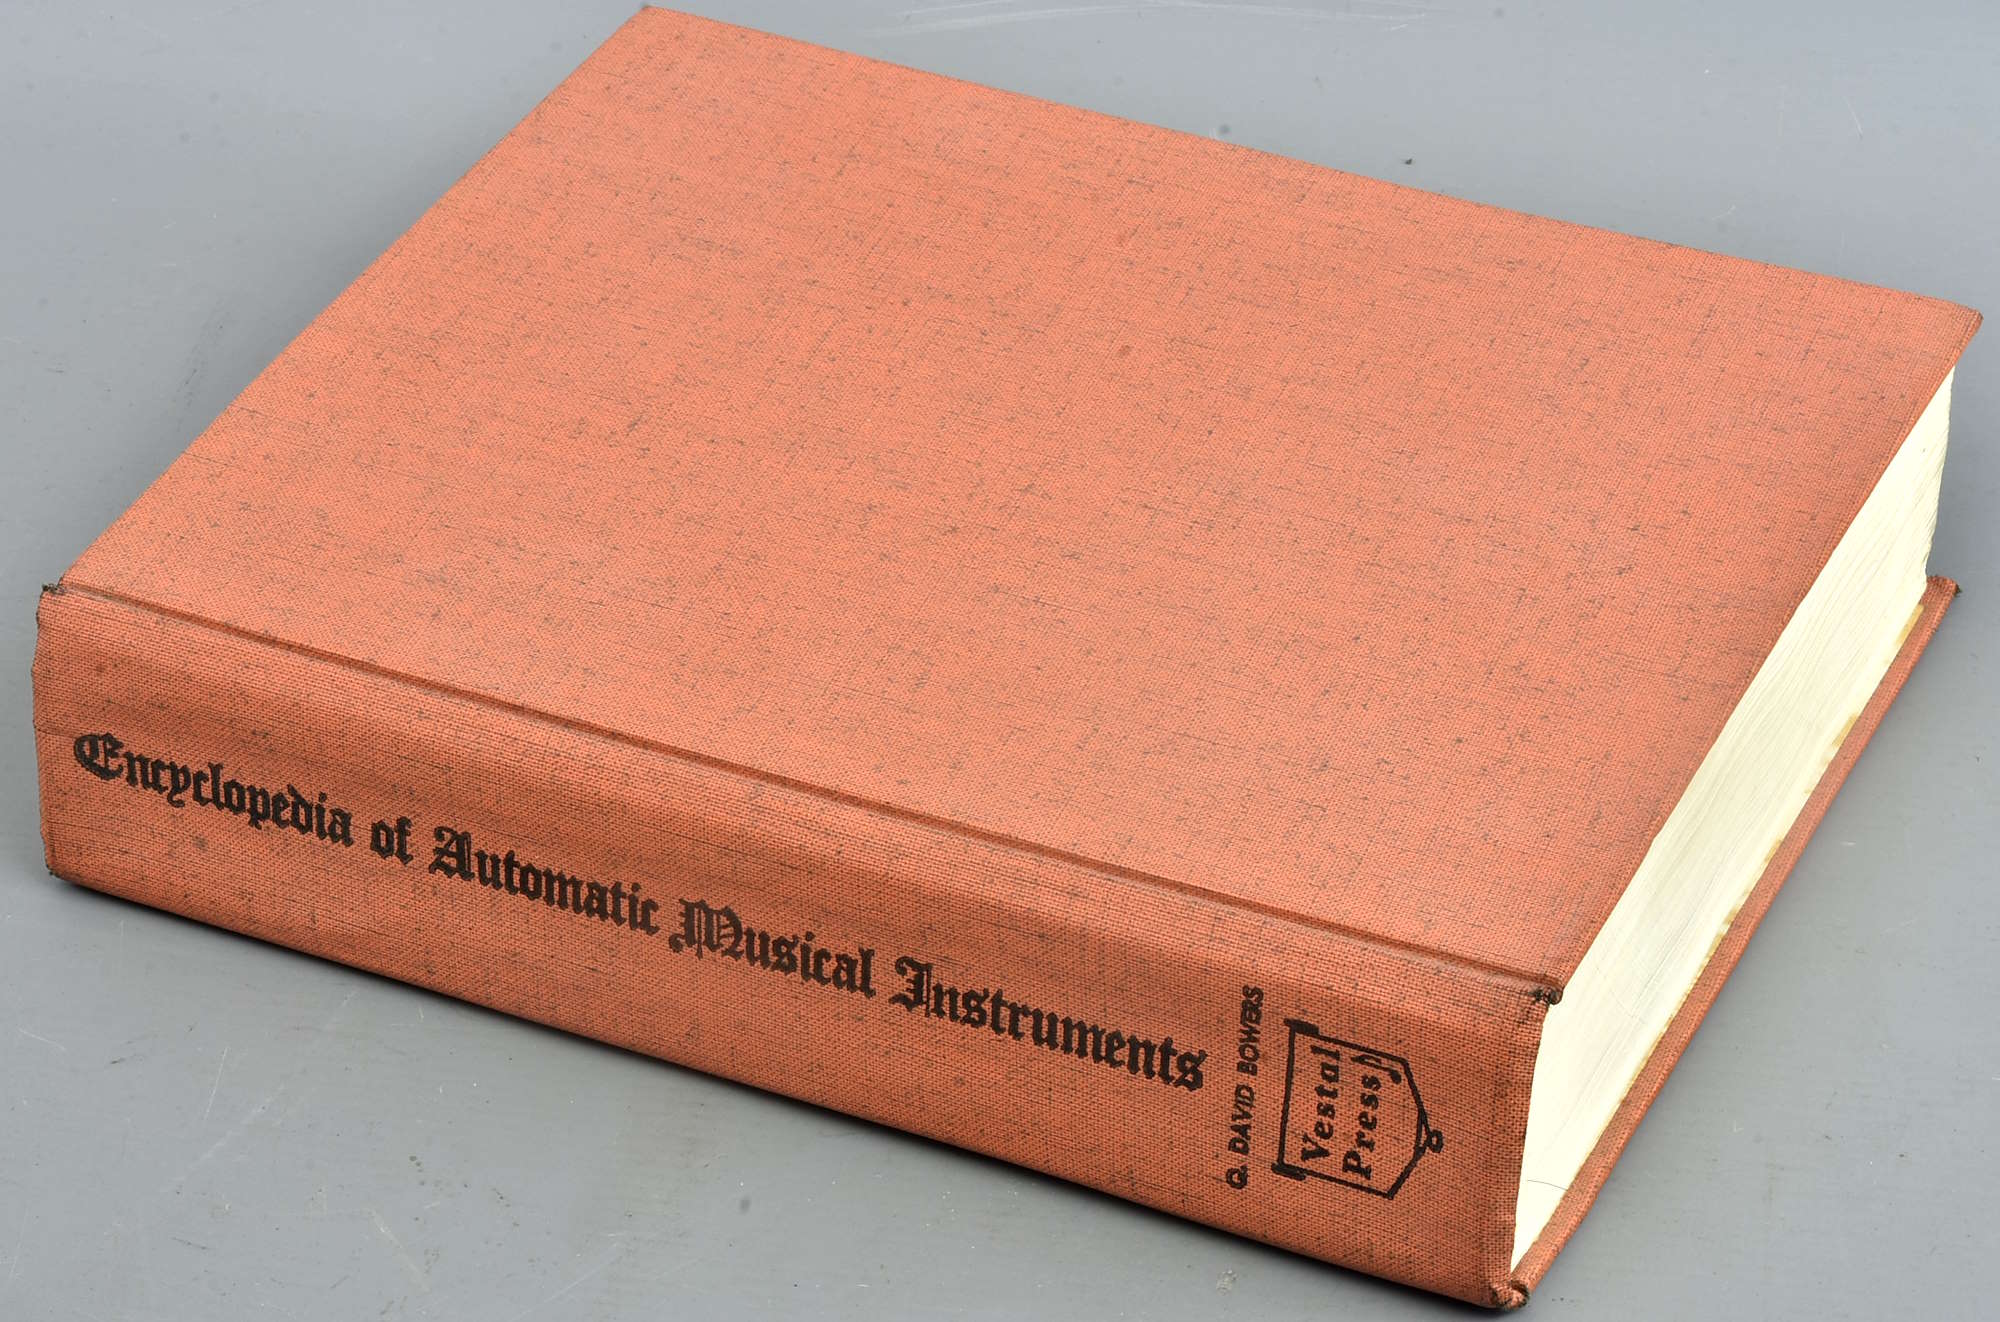 Encyclopedia of Automatic Musical Instruments
Q. DAVID BOWERS
Vestal
Press